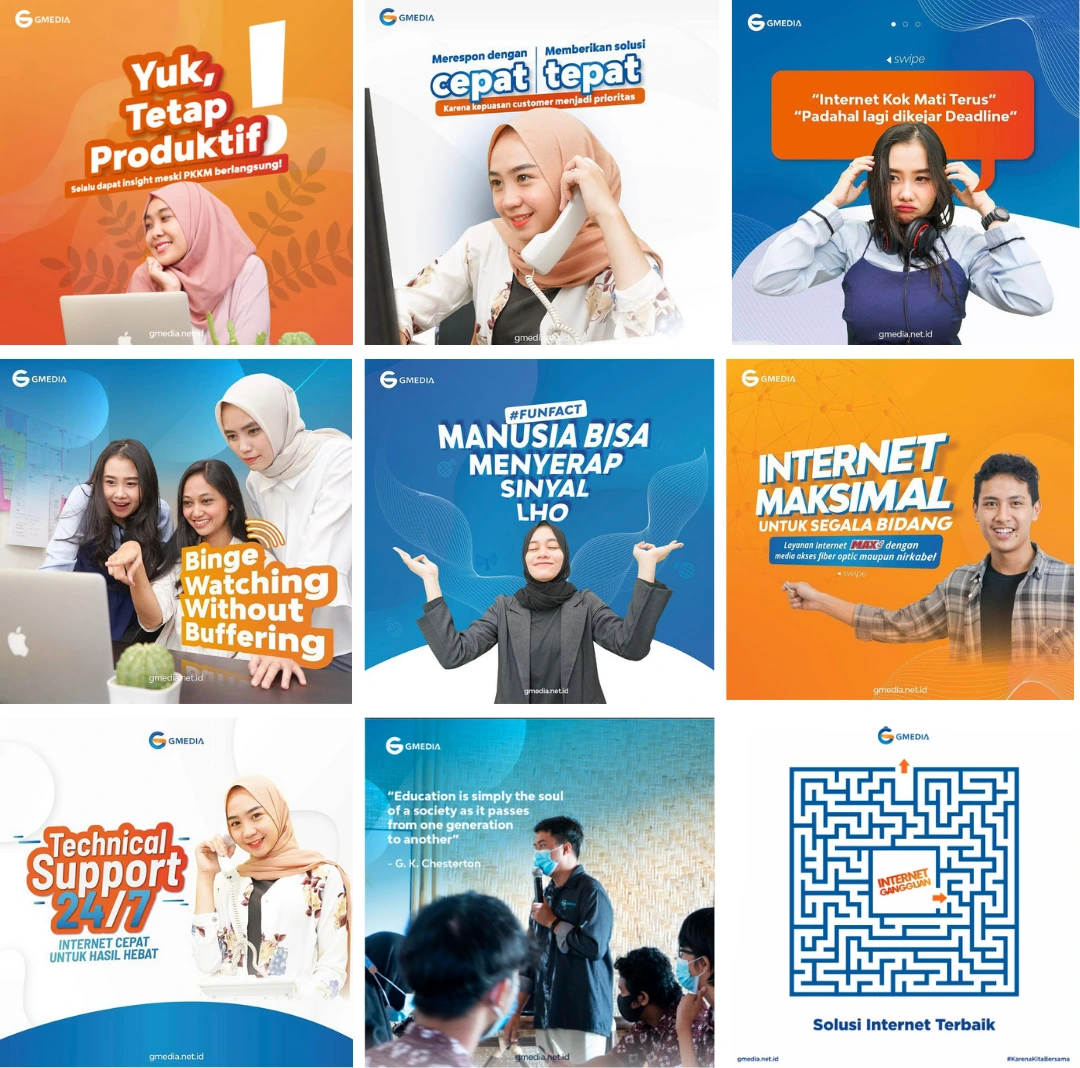 GMEDIA
Yuk,
Tetap
Produktif!
Selalu dapat insight meski PKKM berlangsung!
gmedia.net.id
GMEDIA
Merespon dengan
cepat
Memberikan solusi
tepat
Karena kepuasan customer menjadi prioritas
gmedia.net.id
GMEDIA
swipe
“Internet Kok Mati Terus“
“Padahal lagi dikejar Deadline“
gmedia.net.id
GMEDIA
Binge
Watching
Without
Buffering
gmedia.net.id
GMEDIA
#FUNFACT
MANUSIA BISA
MENYERAP
SINYAL
LHO
gmedia.net.id
GMEDIA
INTERNET
MAKSIMAL
UNTUK SEGALA BIDANG
Layanan Internet MAX dengan
media akses fiber optic maupun nirkabel
swipe
gmedia.net.id
GMEDIA
Technical
Support
24/7
INTERNET CEPAT
UNTUK HASIL HEBAT
gmedia.net.id
GMEDIA
“Education is simply the soul
of a society as it passes
from one generation
to another”
- G. K. Chesterton
gmedia.net.id
GMEDIA
INTERNET
GANGGUAN
Solusi Internet Terbaik
gmedia.net.id
#KarenaKitaBersama